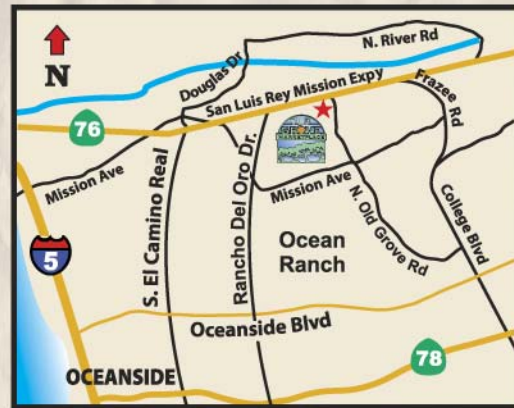 N
N. River Rd
Douglas Dr
San Luis Rey Mission Expy
Frazee Rd
76
MARKETPLACE
Mission Ave
Mission Ave
S. El Camino Real
Rancho Del Oro Dr.
N. Old Grove Rd
College Blvd
5
Ocean
Ranch
Oceanside Blvd
78
OCEANSIDE